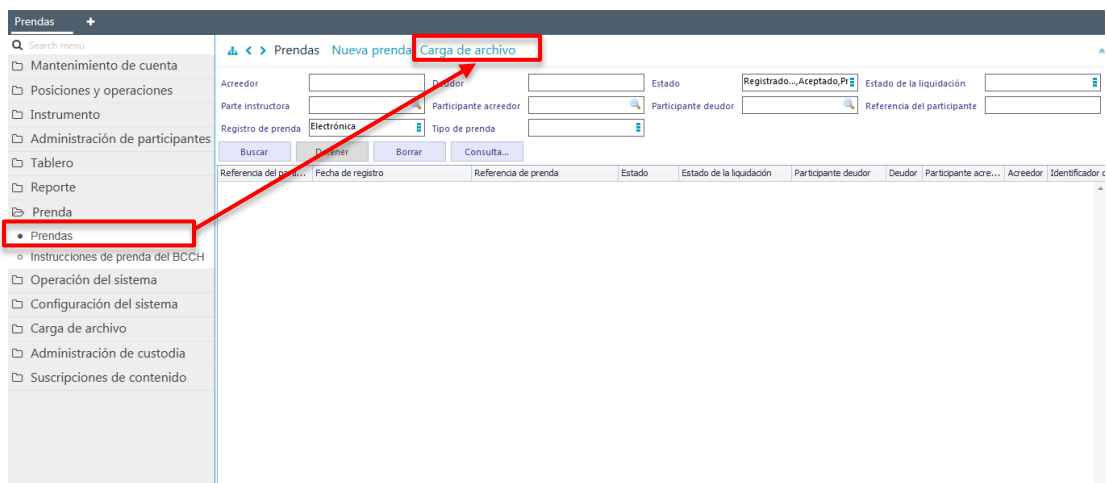 Prendas +
Search menu
Mantenimiento de cuenta
Posiciones y operaciones
Instrumento
Administración de participantes
Tablero
Reporte
Prenda
Prendas
Instrucciones de prenda del BCCH
Operación del sistema
Configuración del sistema
Carga de archivo
Administración de custodia
Suscripciones de contenido
Prendas Nueva prenda Carga de archivo
Acreedor Deudor Estado Registrado...,Aceptado,Pr Estado de la liquidación
Parte instructora Participante acreedor Participante deudor Referencia del participante
Registro de prenda Electrónica Tipo de prenda
Buscar Detener Borrar Consulta...
Referencia del para... Fecha de registro Referencia de prenda Estado Estado de la liquidación Participante deudor Deudor Participante acre... Acreedor Identificador